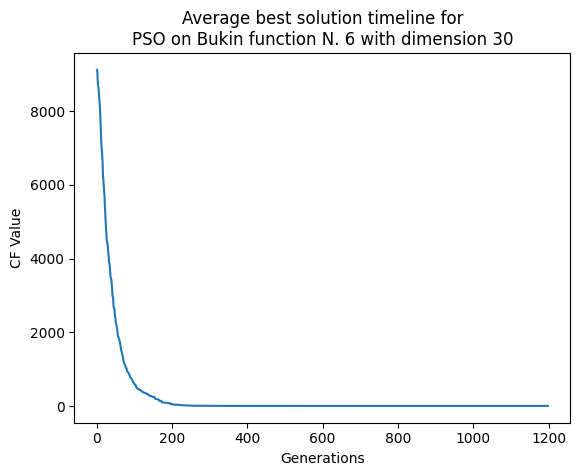 Average best solution timeline for
PSO on Bukin function N. 6 with dimension 30
CF Value
8000
6000
4000
2000
0
0 200 400 600 800 1000 1200
Generations